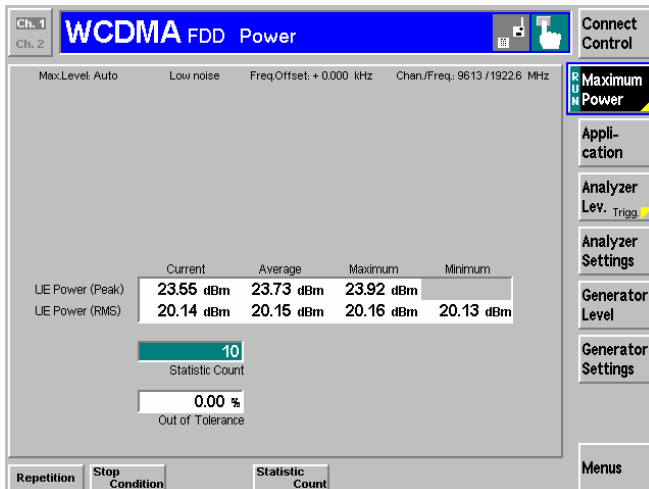 Ch. 1
Ch. 2
WCDMA FDD Power
Connect
Control
Max.Level: Auto Low noise Freq.Offset: + 0.000 kHz Chan./Freq.: 9613 / 1922.6 MHz
RUN
Maximum
Power
Appli-
cation
Analyzer
Lev. Trigg.
Analyzer
Settings
Generator
Level
Generator
Settings
Current Average Maximum Minimum
UE Power (Peak) 23.55 dBm 23.73 dBm 23.92 dBm
UE Power (RMS) 20.14 dBm 20.15 dBm 20.16 dBm 20.13 dBm
10
Statistic Count
0.00 %
Out of Tolerance
Repetition
Stop
Condition
Statistic
Count
Menus